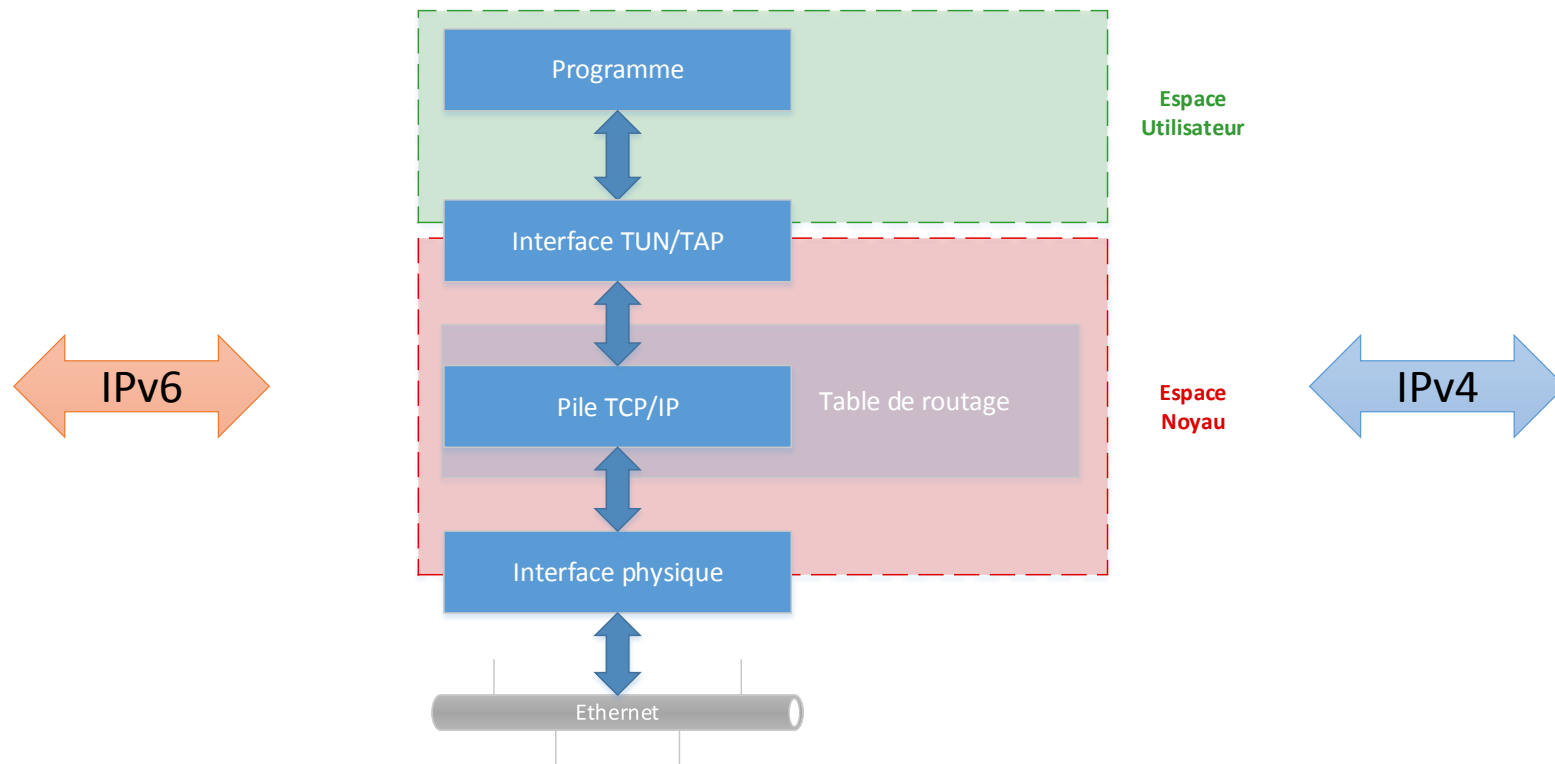 Programme
Espace
Utilisateur
Interface TUN/TAP
IPv6
Pile TCP/IP
Table de routage
Espace
Noyau
IPv4
Interface physique
Ethernet